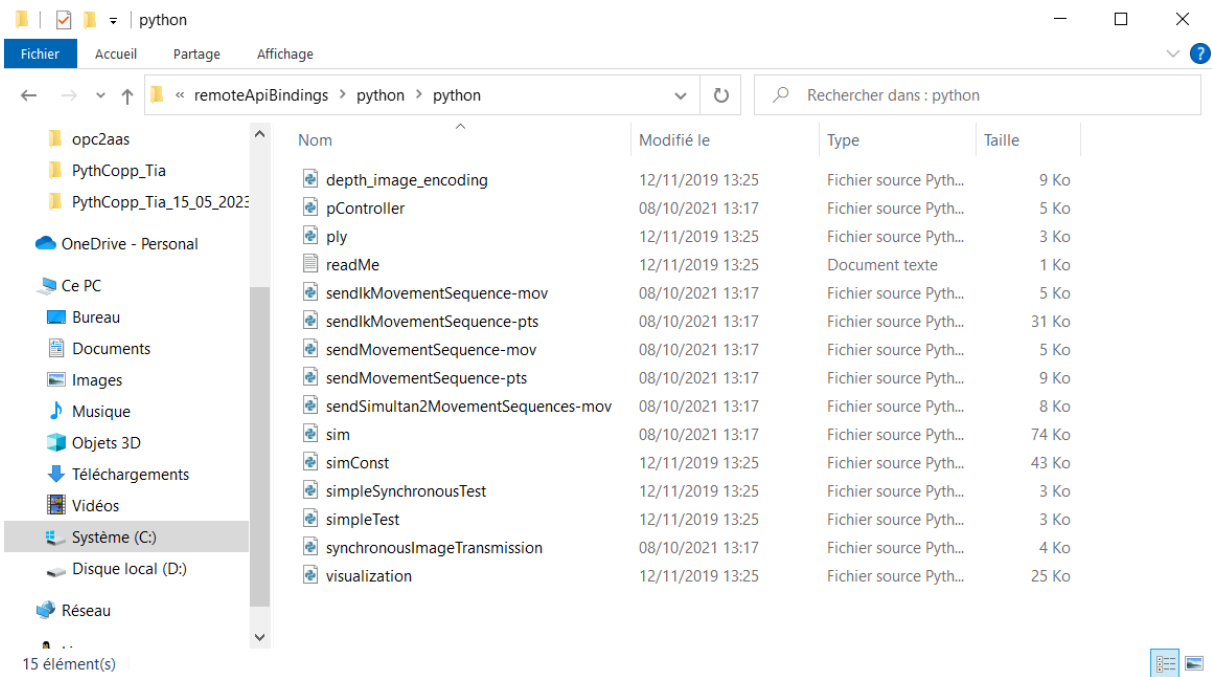 python
Fichier Accueil Partage Affichage
« remoteApiBindings > python > python
Rechercher dans : python
opc2aas
PythCopp_Tia
PythCopp_Tia_15_05_2023
OneDrive - Personal
Ce PC
Bureau
Documents
Images
Musique
Objets 3D
Téléchargements
Vidéos
Système (C:)
Disque local (D:)
Réseau
Nom Modifié le Type Taille
depth_image_encoding 12/11/2019 13:25 Fichier source Pyth... 9 Ko
pController 08/10/2021 13:17 Fichier source Pyth... 5 Ko
ply 12/11/2019 13:25 Fichier source Pyth... 3 Ko
readMe 12/11/2019 13:25 Document texte 1 Ko
sendIkMovementSequence-mov 08/10/2021 13:17 Fichier source Pyth... 5 Ko
sendIkMovementSequence-pts 08/10/2021 13:17 Fichier source Pyth... 31 Ko
sendMovementSequence-mov 08/10/2021 13:17 Fichier source Pyth... 5 Ko
sendMovementSequence-pts 08/10/2021 13:17 Fichier source Pyth... 9 Ko
sendSimultan2MovementSequences-mov 08/10/2021 13:17 Fichier source Pyth... 8 Ko
sim 08/10/2021 13:17 Fichier source Pyth... 74 Ko
simConst 12/11/2019 13:25 Fichier source Pyth... 43 Ko
simpleSynchronousTest 12/11/2019 13:25 Fichier source Pyth... 3 Ko
simpleTest 12/11/2019 13:25 Fichier source Pyth... 3 Ko
synchronousImageTransmission 08/10/2021 13:17 Fichier source Pyth... 4 Ko
visualization 12/11/2019 13:25 Fichier source Pyth... 25 Ko
15 élément(s)